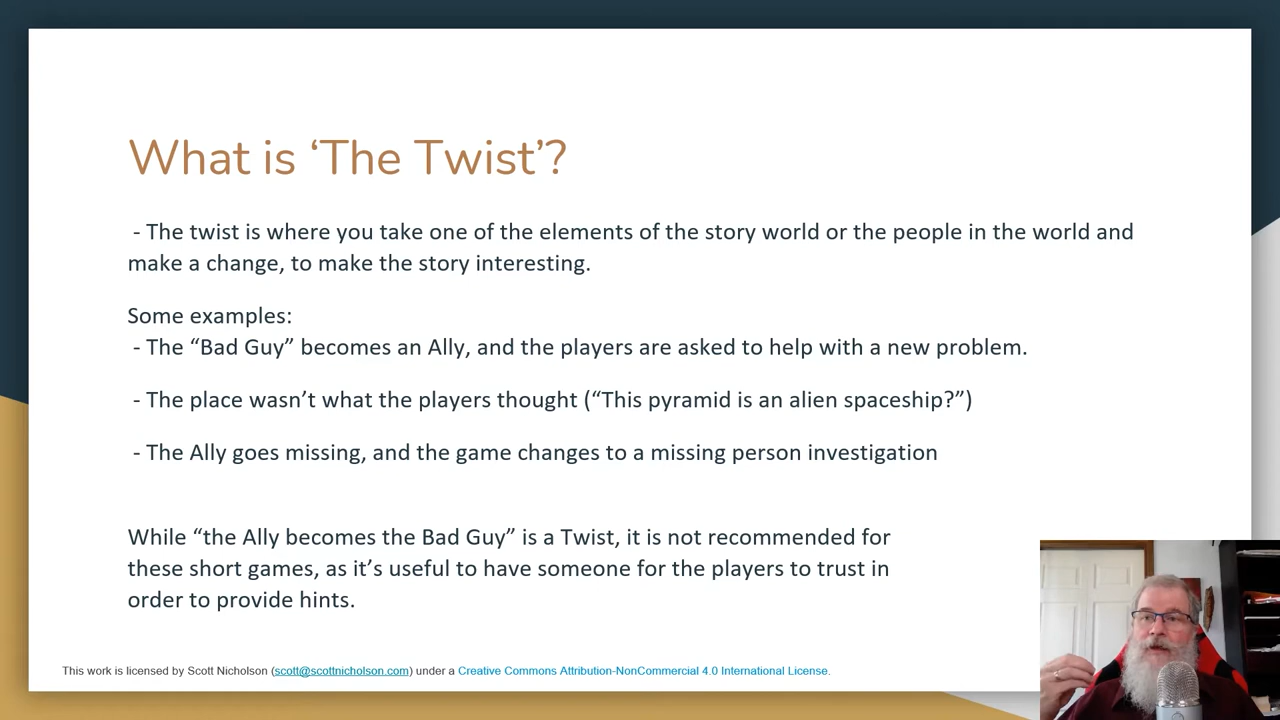 What is ‘The Twist’?
- The twist is where you take one of the elements of the story world or the people in the world and
make a change, to make the story interesting.
Some examples:
- The “Bad Guy” becomes an Ally, and the players are asked to help with a new problem.
- The place wasn’t what the players thought (“This pyramid is an alien spaceship?”)
- The Ally goes missing, and the game changes to a missing person investigation
While “the Ally becomes the Bad Guy” is a Twist, it is not recommended for
these short games, as it’s useful to have someone for the players to trust in
order to provide hints.
This work is licensed by Scott Nicholson (scott@scottnicholson.com) under a Creative Commons Attribution-NonCommercial 4.0 International License.